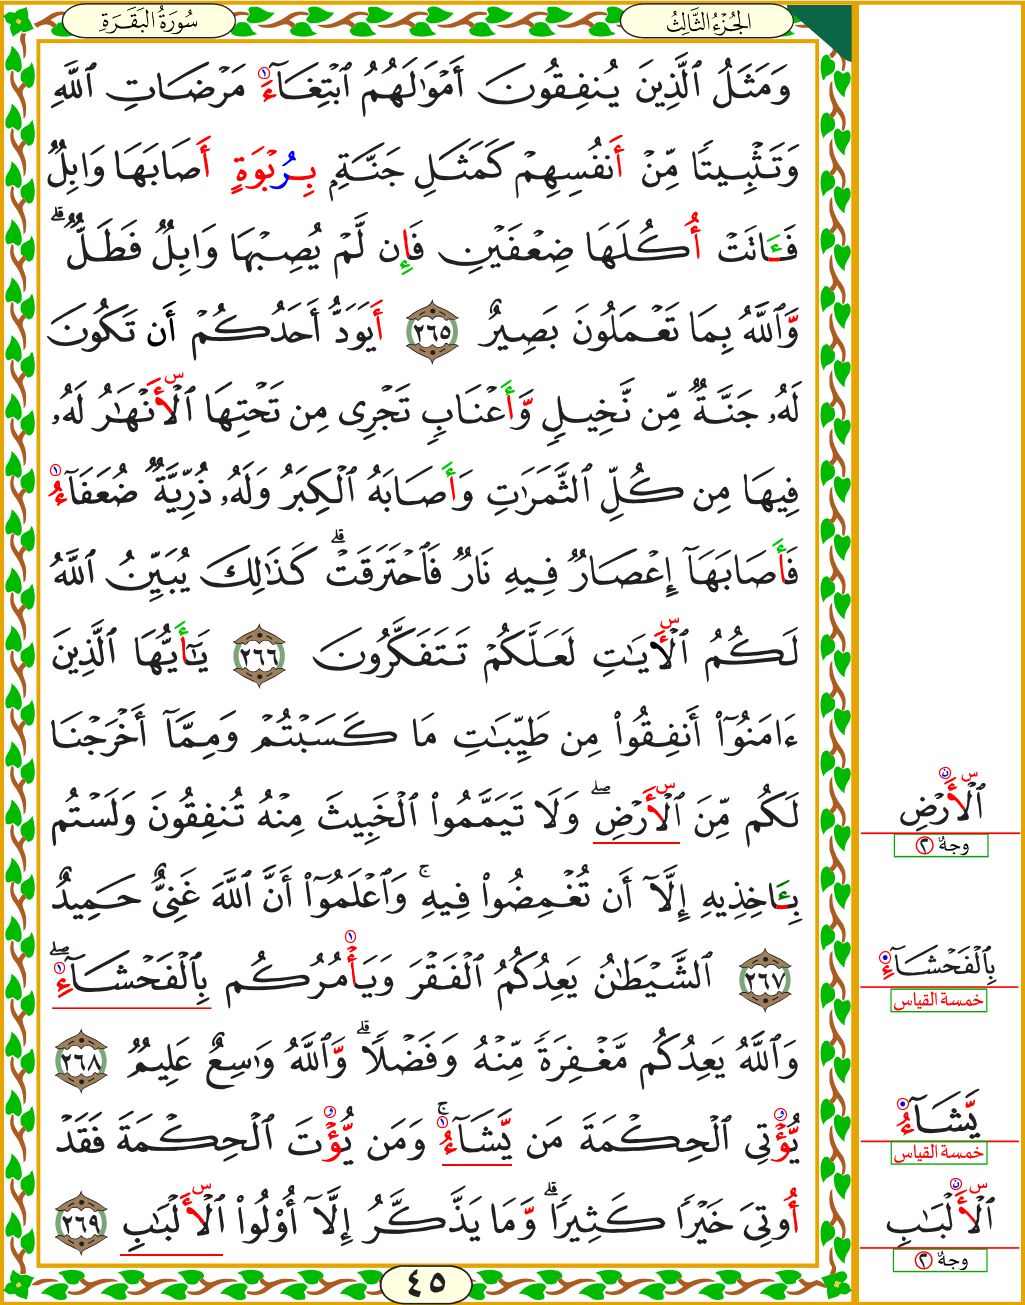 سُورَةُ البَقَرَةِ
الجُزْءُ الثَّالِثُ
وَمَثَلُ ٱلَّذِينَ يُنفِقُونَ أَمۡوَٰلَهُمُ ٱبۡتِغَآءَ مَرۡضَاتِ ٱللَّهِ
وَتَثۡبِيتٗا مِّنۡ أَنفُسِهِمۡ كَمَثَلِ جَنَّةِۭ بِرُبۡوَةٍ أَصَابَهَا وَابِلٞ
فَـَٔاتَتۡ أُكُلَهَا ضِعۡفَيۡنِ فَإِن لَّمۡ يُصِبۡهَا وَابِلٞ فَطَلّٞۗ
وَٱللَّهُ بِمَا تَعۡمَلُونَ بَصِيرٌ ٢٦٥ أَيَوَدُّ أَحَدُكُمۡ أَن تَكُونَ
لَهُۥ جَنَّةٞ مِّن نَّخِيلٖ وَّأَعۡنَابٖ تَجۡرِي مِن تَحۡتِهَا ٱلۡأَنۡهَٰرُ لَهُۥ
فِيهَا مِن كُلِّ ٱلثَّمَرَٰتِ وَأَصَابَهُ ٱلۡكِبَرُ وَلَهُۥ ذُرِّيَّةٞ ضُعَفَآءُ
فَأَصَابَهَآ إِعۡصَارٞ فِيهِ نَارٞ فَٱحۡتَرَقَتۡۗ كَذَٰلِكَ يُبَيِّنُ ٱللَّهُ
لَكُمُ ٱلۡأٓيَٰتِ لَعَلَّكُمۡ تَتَفَكَّرُونَ ٢٦٦ يَٰٓأَيُّهَا ٱلَّذِينَ
ءَامَنُوٓاْ أَنفِقُواْ مِن طَيِّبَٰتِ مَا كَسَبۡتُمۡ وَمِمَّآ أَخۡرَجۡنَا
لَكُم مِّنَ ٱلۡأَرۡضِۖ وَلَا تَيَمَّمُواْ ٱلۡخَبِيثَ مِنۡهُ تُنفِقُونَ وَلَسۡتُم
بِـَٔاخِذِيهِ إِلَّآ أَن تُغۡمِضُواْ فِيهِۚ وَٱعۡلَمُوٓاْ أَنَّ ٱللَّهَ غَنِيٌّ حَمِيدٌ
٢٦٧ ٱلشَّيۡطَٰنُ يَعِدُكُمُ ٱلۡفَقۡرَ وَيَأۡمُرُكُم بِٱلۡفَحۡشَآءِۖ
وَٱللَّهُ يَعِدُكُم مَّغۡفِرَةٗ مِّنۡهُ وَفَضۡلٗاۗ وَّٱللَّهُ وَٰسِعٌ عَلِيمٞ ٢٦٨
يُّؤۡتِي ٱلۡحِكۡمَةَ مَن يَّشَآءُۚ وَمَن يُّؤۡتَ ٱلۡحِكۡمَةَ فَقَدۡ
أُوتِيَ خَيۡرٗا كَثِيرٗاۗ وَّمَا يَذَّكَّرُ إِلَّآ أُوْلُواْ ٱلۡأَلۡبَٰبِ ٢٦٩
٤٥
ٱلۡأَرۡضِ
وجهٌ ٢
بِٱلۡفَحۡشَآءِ
خمسة القياس
يَّشَآءُ
خمسة القياس
ٱلۡأَلۡبَٰبِ
وجهٌ ٢